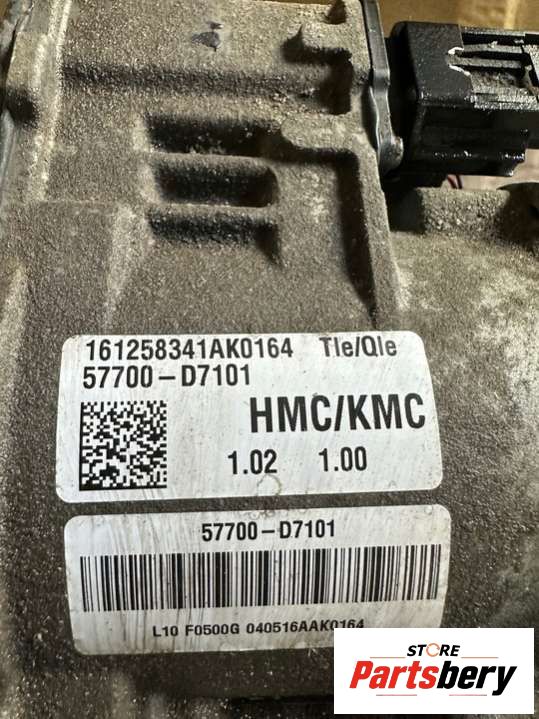 161258341AK0164 Tle/Qle
57700-D7101
HMC/KMC
1.02 1.00
57700-D7101
L10 F0500G 040516AAK0164
STORE
Partsbery